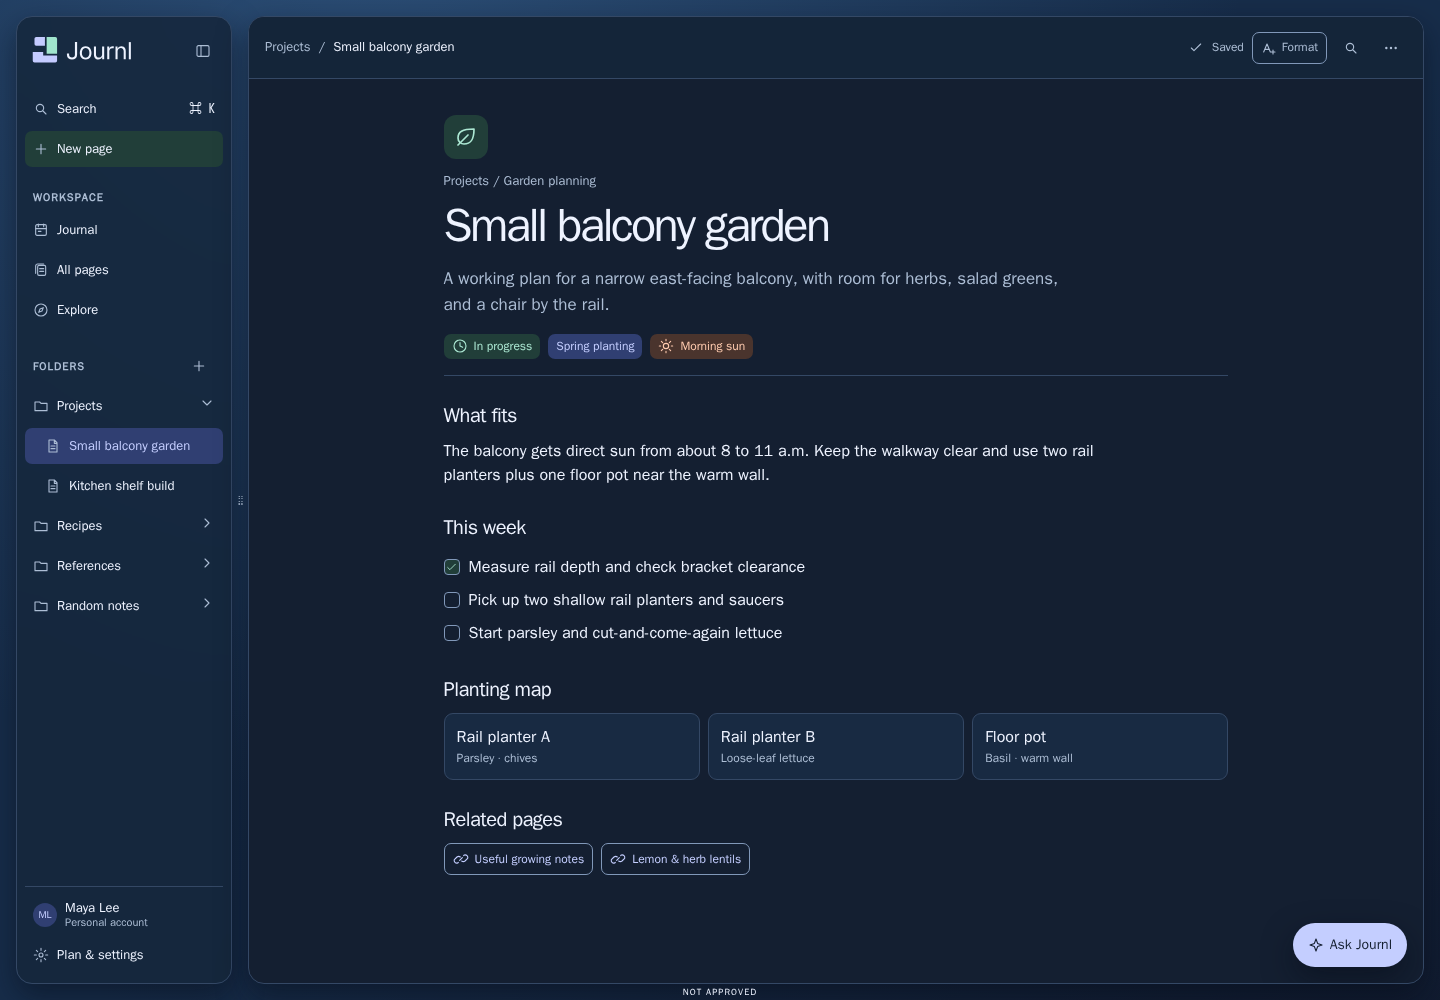 Journl
Search ⌘ K
New page
WORKSPACE
Journal
All pages
Explore
FOLDERS
Projects
Small balcony garden
Kitchen shelf build
Recipes
References
Random notes
ML
Maya Lee
Personal account
Plan & settings
Projects / Small balcony garden
Saved
Format
Projects / Garden planning
Small balcony garden
A working plan for a narrow east-facing balcony, with room for herbs, salad greens,
and a chair by the rail.
In progress
Spring planting
Morning sun
What fits
The balcony gets direct sun from about 8 to 11 a.m. Keep the walkway clear and use two rail
planters plus one floor pot near the warm wall.
This week
Measure rail depth and check bracket clearance
Pick up two shallow rail planters and saucers
Start parsley and cut-and-come-again lettuce
Planting map
Rail planter A
Parsley · chives
Rail planter B
Loose-leaf lettuce
Floor pot
Basil · warm wall
Related pages
Useful growing notes
Lemon & herb lentils
Ask Journl
NOT APPROVED